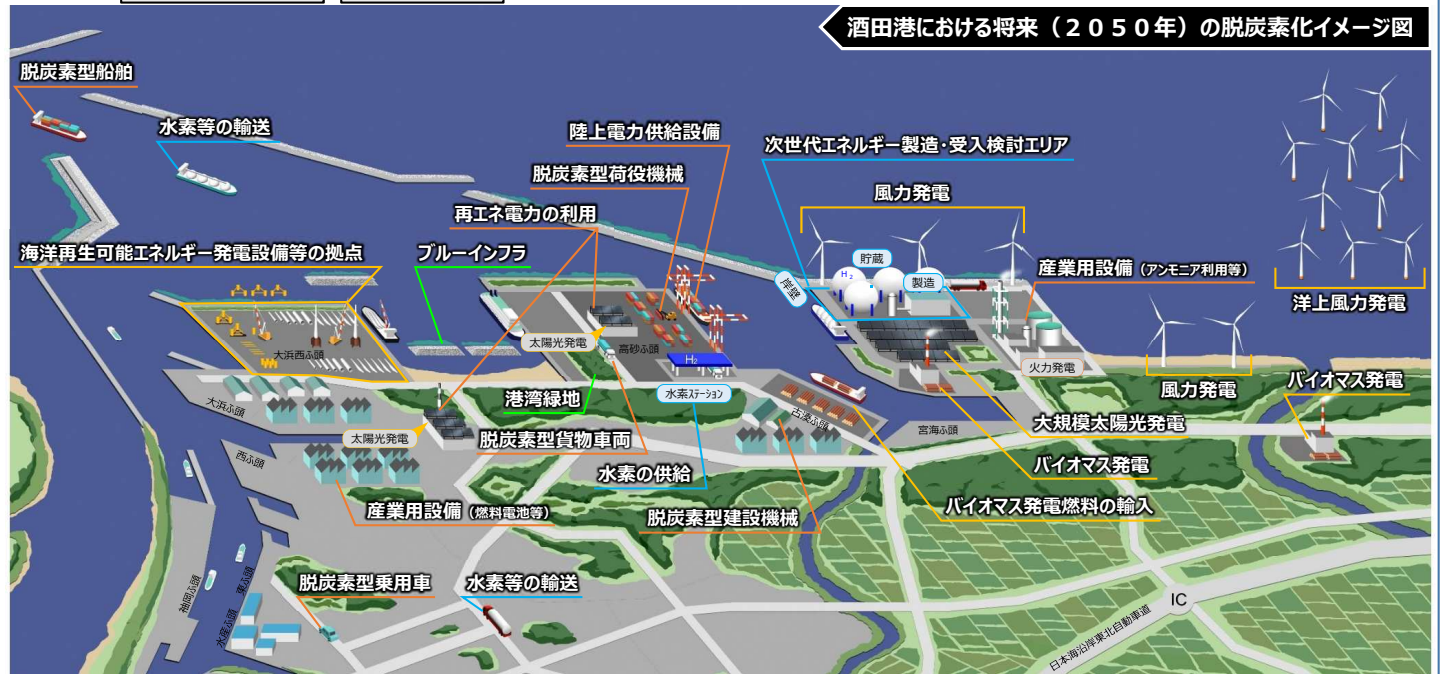 酒田港における将来（２０５０年）の脱炭素化イメージ図
脱炭素型船舶
水素等の輸送
陸上電力供給設備
次世代エネルギー製造・受入検討エリア
脱炭素型荷役機械
風力発電
再エネ電力の利用
海洋再生可能エネルギー発電設備等の拠点
ブルーインフラ
貯蔵
H2
製造
岸壁
産業用設備（アンモニア利用等）
洋上風力発電
大浜西ふ頭
太陽光発電
高砂ふ頭
H2
火力発電
水素ステーション
風力発電
バイオマス発電
港湾緑地
大浜ふ頭
古湊ふ頭
大規模太陽光発電
宮海ふ頭
太陽光発電
脱炭素型貨物車両
西ふ頭
水素の供給
バイオマス発電
産業用設備（燃料電池等）
脱炭素型建設機械
バイオマス発電燃料の輸入
脱炭素型乗用車
水素等の輸送
東ふ頭
袖岡ふ頭
水産ふ頭
IC
日本海沿岸東北自動車道